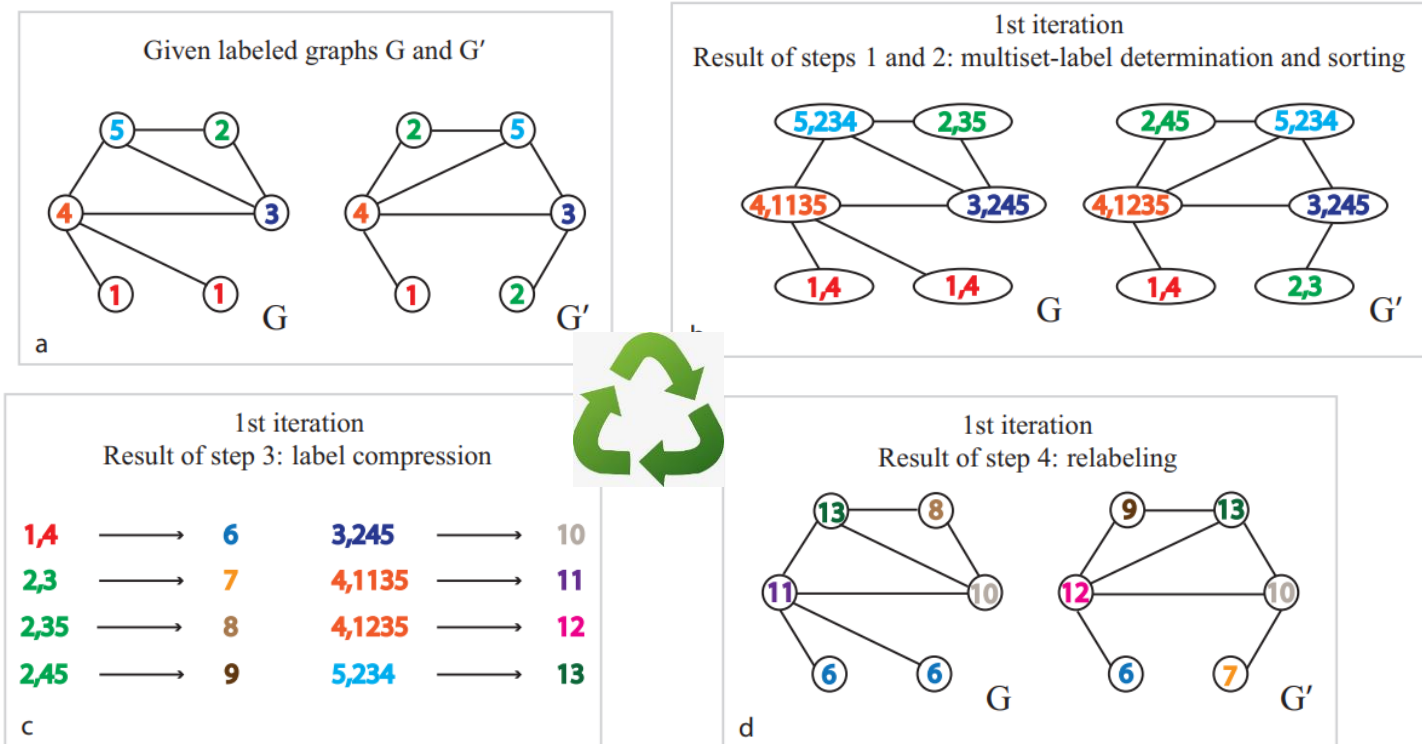 Given labeled graphs G and G′
5 2 2 5
4 3 4 3
1 1 1 2
G G′
a
1st iteration
Result of steps 1 and 2: multiset-label determination and sorting
5,234 2,35 2,45 5,234
4,1135 3,245 4,1235 3,245
1,4 1,4 1,4 2,3
G G′
1st iteration
Result of step 3: label compression
1,4 6 3,245 10
2,3 7 4,1135 11
2,35 8 4,1235 12
2,45 9 5,234 13
c
1st iteration
Result of step 4: relabeling
13 8 9 13
11 10 12 10
6 6 6 7
G G′
d